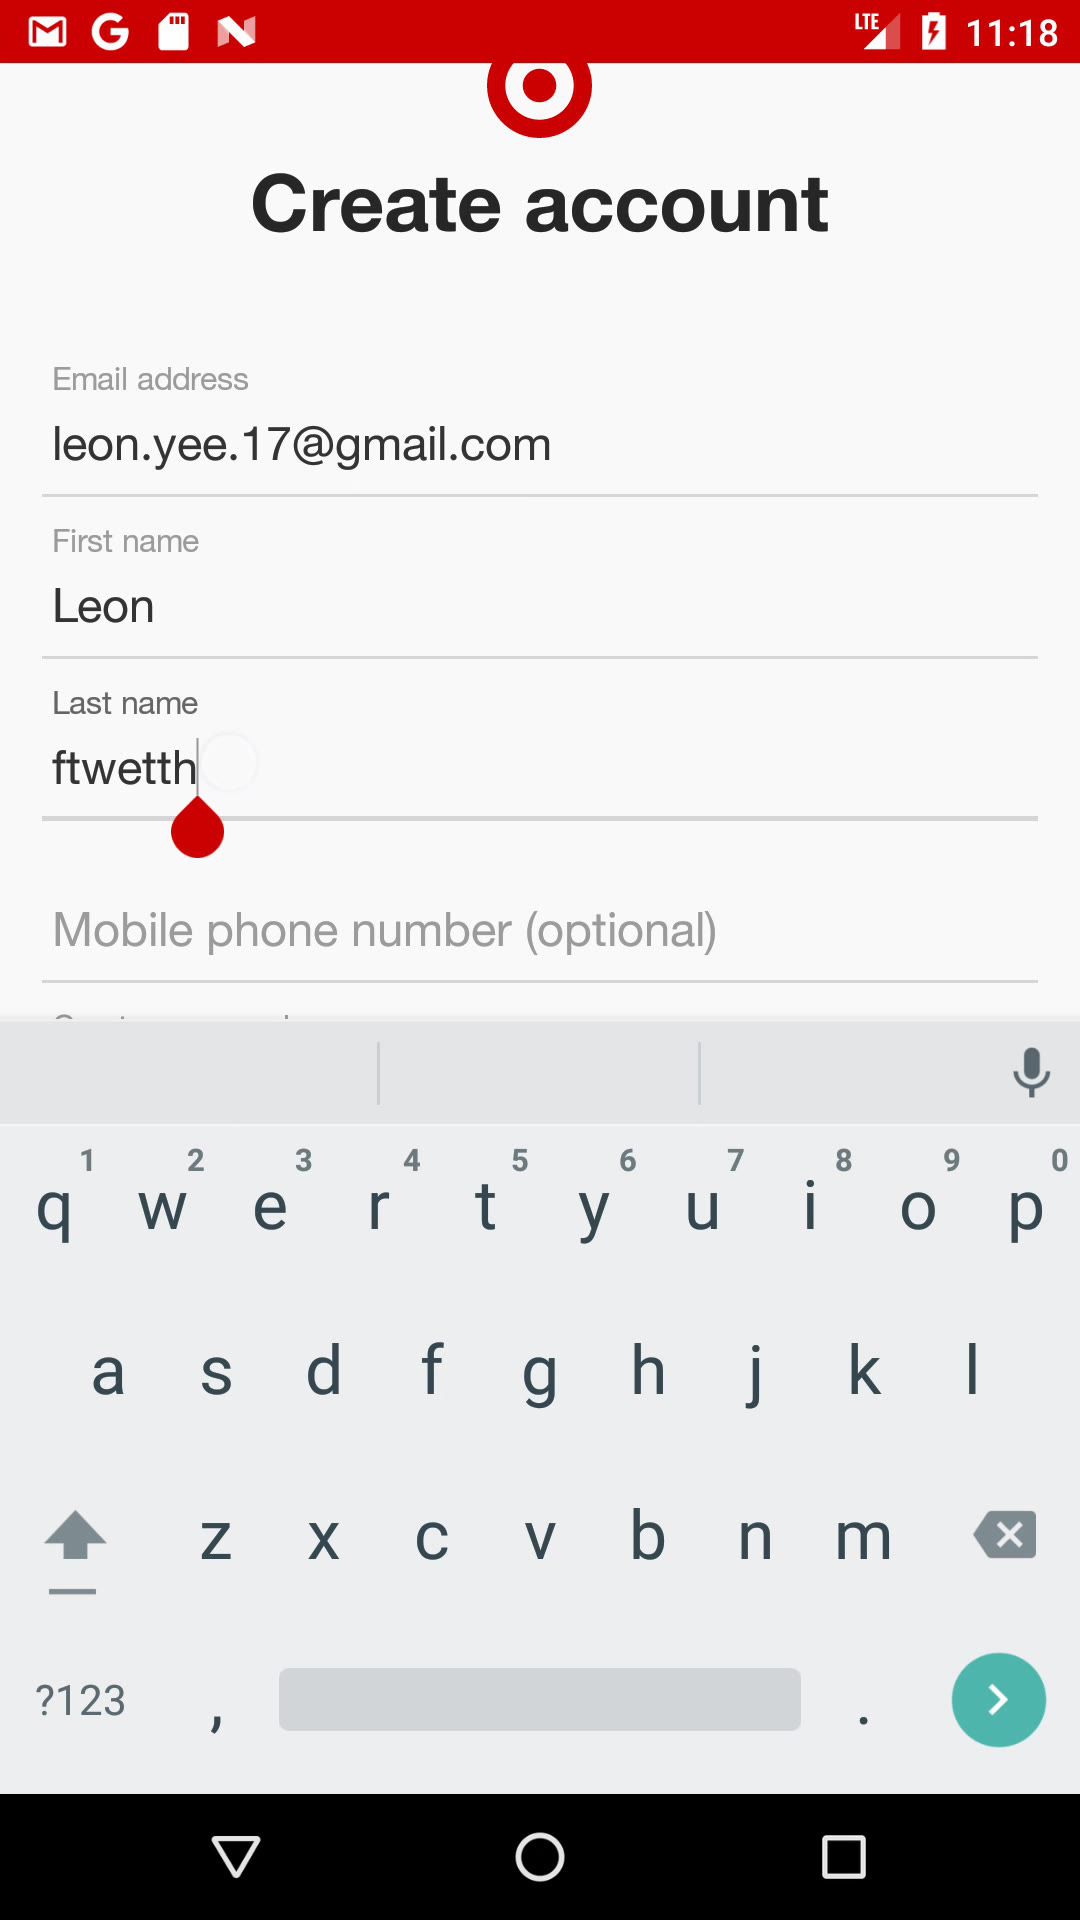 LTE 11:18
Create account
Email address
leon.yee.17@gmail.com
First name
Leon
Last name
ftwetth
Mobile phone number (optional)
1 2 3 4 5 6 7 8 9 0
q w e r t y u i o p
a s d f g h j k l
z x c v b n m
?123 , .